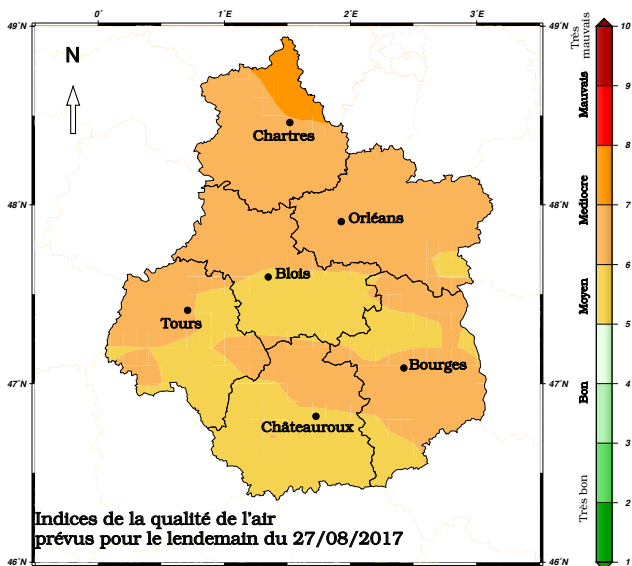 0°
1°E
2°E
3°E
49°N
49°N
N
Chartres
48°N
48°N
Orléans
Blois
Tours
47°N
47°N
Bourges
Châteauroux
Indices de la qualité de l'air
prévus pour le lendemain du 27/08/2017
46°N
46°N
Très
mauvais
Mauvais
Mediocre
Moyen
Bon
Très bon
10
9
8
7
6
5
4
3
2
1